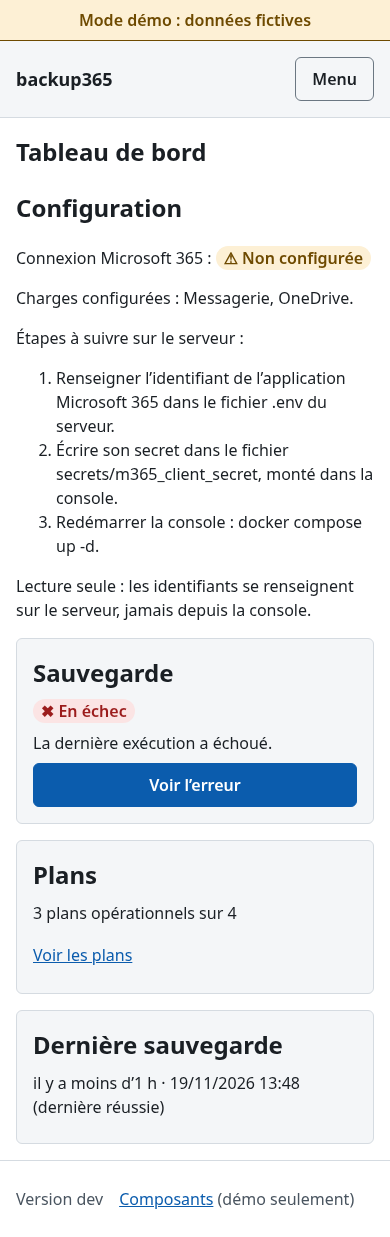 Mode démo : données fictives
backup365
Menu
Tableau de bord
Configuration
Connexion Microsoft 365 : ⚠ Non configurée
Charges configurées : Messagerie, OneDrive.
Étapes à suivre sur le serveur :
1. Renseigner l’identifiant de l’application
Microsoft 365 dans le fichier .env du
serveur.
2. Écrire son secret dans le fichier
secrets/m365_client_secret, monté dans la
console.
3. Redémarrer la console : docker compose
up -d.
Lecture seule : les identifiants se renseignent
sur le serveur, jamais depuis la console.
Sauvegarde
✖ En échec
La dernière exécution a échoué.
Voir l’erreur
Plans
3 plans opérationnels sur 4
Voir les plans
Dernière sauvegarde
il y a moins d’1 h · 19/11/2026 13:48
(dernière réussie)
Version dev Composants (démo seulement)